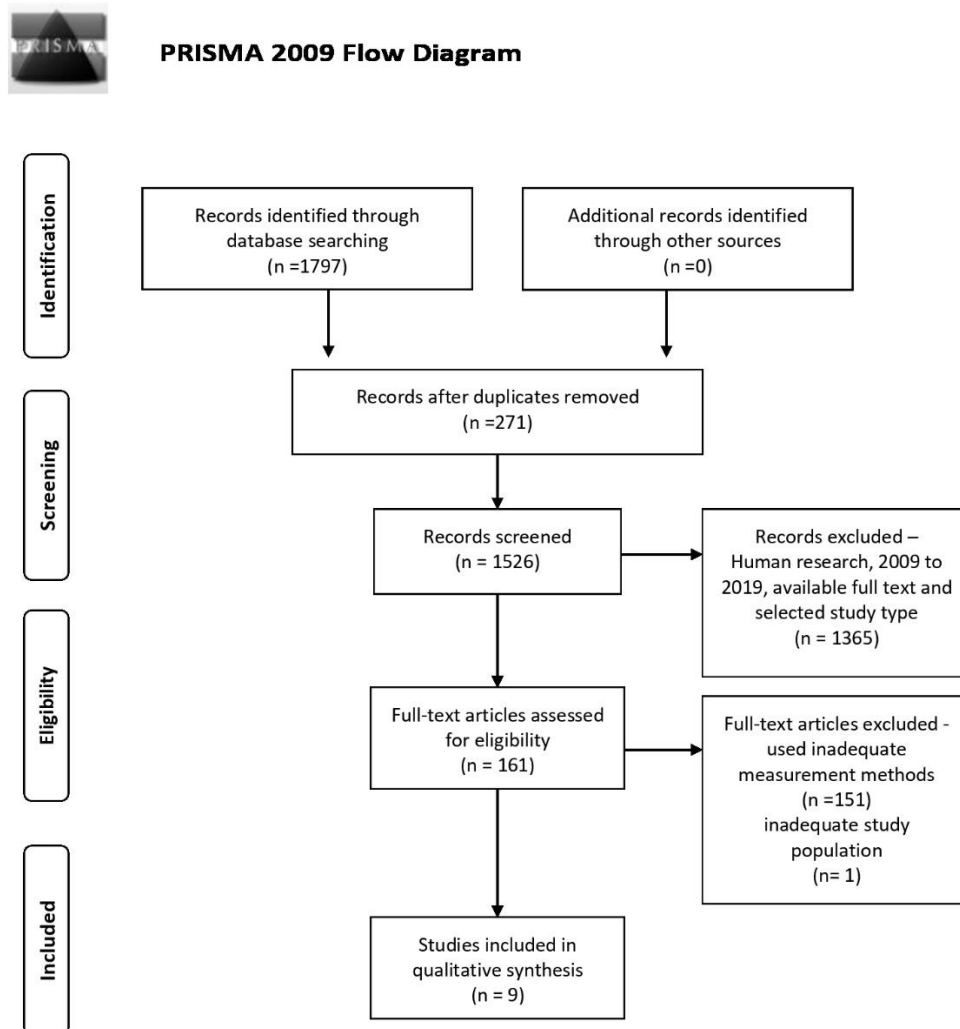 PRISMA
PRISMA 2009 Flow Diagram
Identification
Records identified through
database searching
(n =1797)
Additional records identified
through other sources
(n =0)
Records after duplicates removed
(n =271)
Screening
Records screened
(n = 1526)
Records excluded –
Human research, 2009 to
2019, available full text and
selected study type
(n = 1365)
Eligibility
Full-text articles assessed
for eligibility
(n = 161)
Full-text articles excluded -
used inadequate
measurement methods
(n =151)
inadequate study
population
(n= 1)
Included
Studies included in
qualitative synthesis
(n = 9)